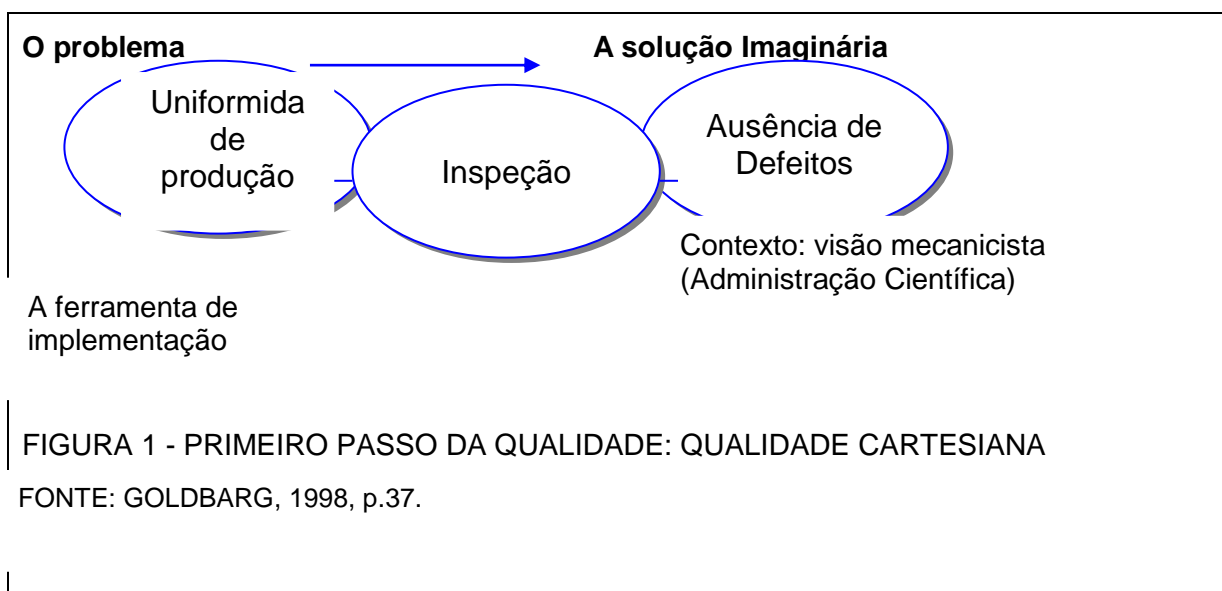 O problema
A solução Imaginária
Uniformida
de
produção
Inspeção
Ausência de
Defeitos
Contexto: visão mecanicista
(Administração Científica)
A ferramenta de
implementação
FIGURA 1 - PRIMEIRO PASSO DA QUALIDADE: QUALIDADE CARTESIANA
FONTE: GOLDBARG, 1998, p.37.